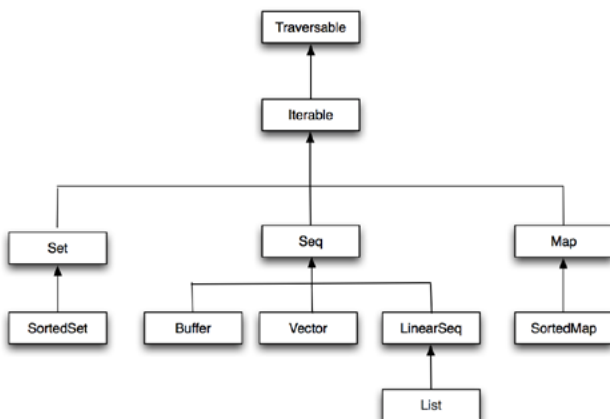 Traversable
Iterable
Set
Seq
Map
SortedSet
Buffer
Vector
LinearSeq
SortedMap
List